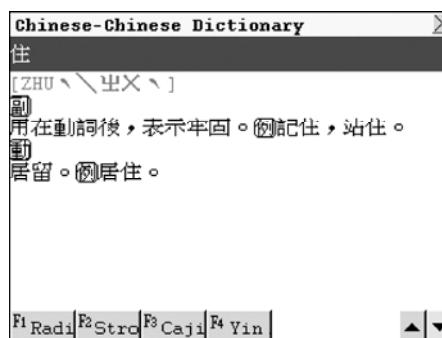 Chinese-Chinese Dictionary
住
[ZHUヽ╲ㄓㄨヽ]
副
用在動詞後，表示牢固。例記住，站住。
動
居留。例居住。
F1 Radi F2 Stro F3 Caji F4 Yin